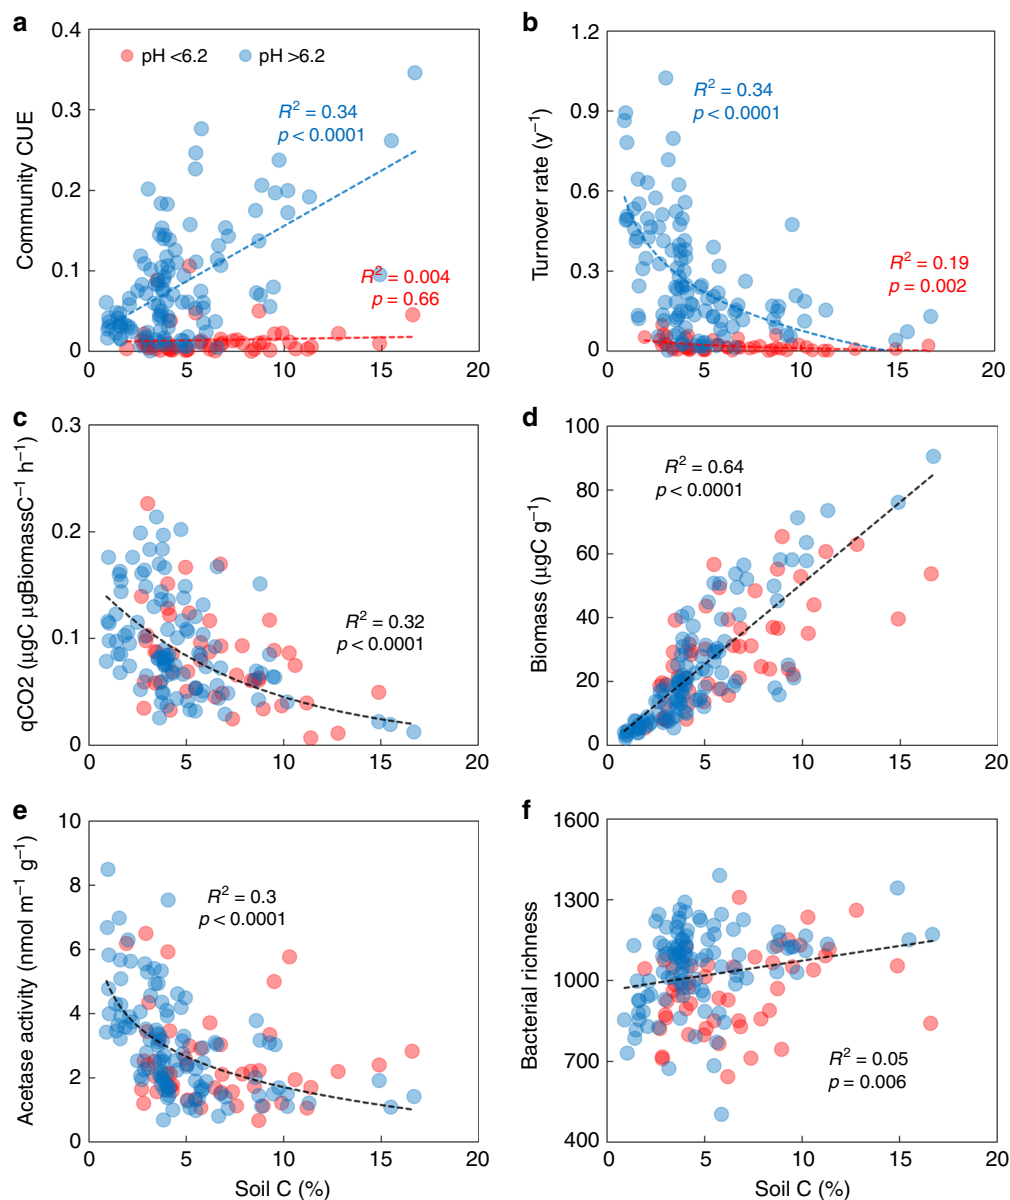 a
0.4
0.3
0.2
0.1
0
0
5
10
15
20
Community CUE
pH <6.2
pH >6.2
R² = 0.34
p < 0.0001
R² = 0.004
p = 0.66
b
1.2
0.9
0.6
0.3
0
0
5
10
15
20
Turnover rate (y⁻¹)
R² = 0.34
p < 0.0001
R² = 0.19
p = 0.002
c
0.3
0.2
0.1
0
0
5
10
15
20
qCO2 (µgC µgBiomassC⁻¹ h⁻¹)
R² = 0.32
p < 0.0001
d
100
80
60
40
20
0
0
5
10
15
20
Biomass (µgC g⁻¹)
R² = 0.64
p < 0.0001
e
10
8
6
4
2
0
0
5
10
15
20
Acetase activity (nmol m⁻¹ g⁻¹)
R² = 0.3
p < 0.0001
Soil C (%)
f
1600
1300
1000
700
400
0
5
10
15
20
Bacterial richness
R² = 0.05
p = 0.006
Soil C (%)